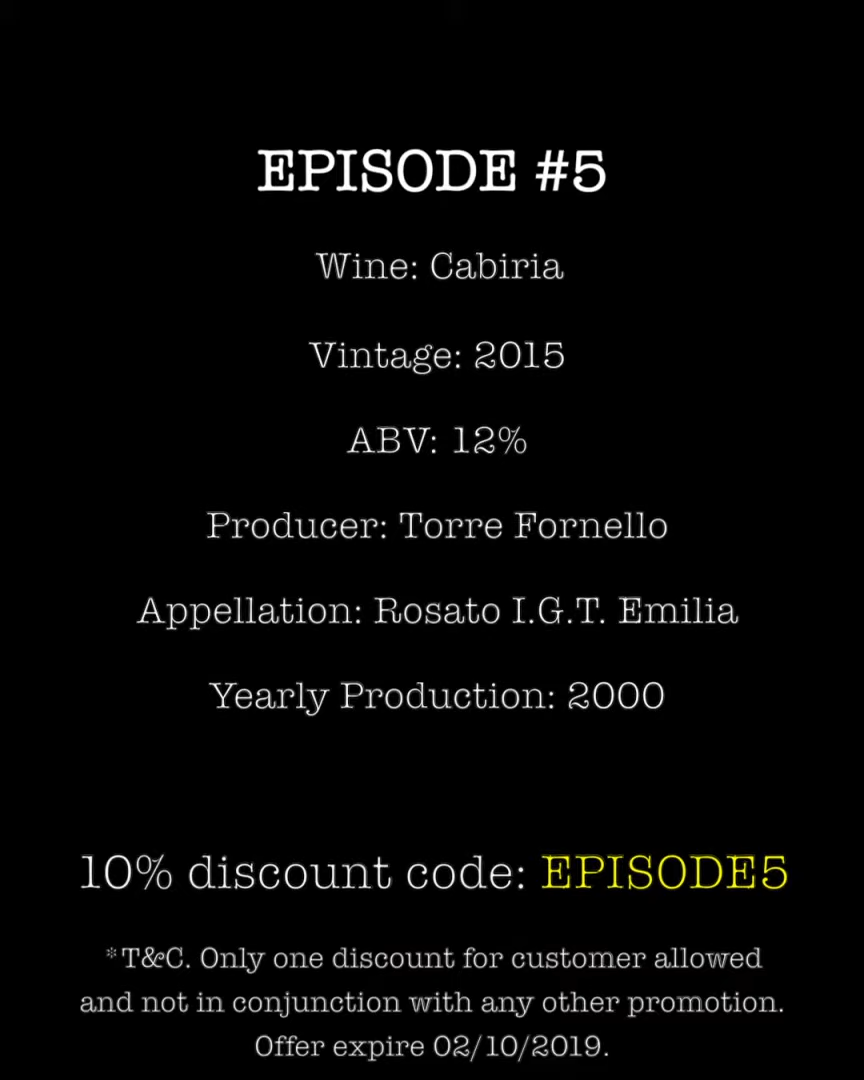 EPISODE #5
Wine: Cabiria
Vintage: 2015
ABV: 12%
Producer: Torre Fornello
Appellation: Rosato I.G.T. Emilia
Yearly Production: 2000
10% discount code: EPISODE5
*T&C. Only one discount for customer allowed
and not in conjunction with any other promotion.
Offer expire 02/10/2019.